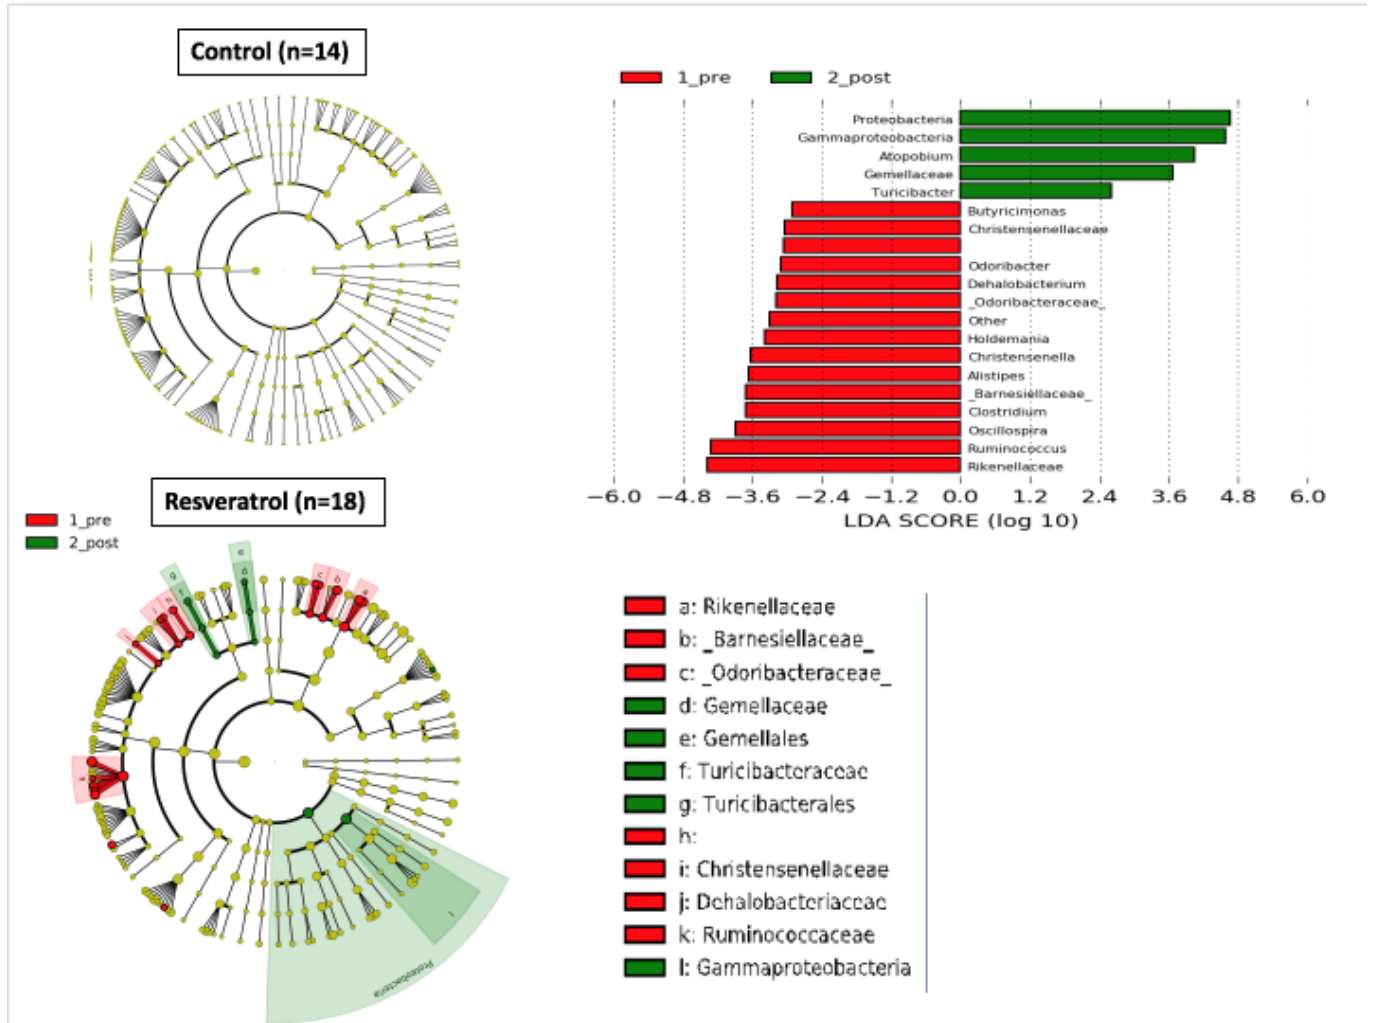 Control (n=14)
1_pre
2_post
Proteobacteria
Gammaproteobacteria
Atopobium
Gemellaceae
Turicibacter
Butyricimonas
Christensenellaceae
Odoribacter
Dehalobacterium
_Odoribacteraceae_
Other
Holdemania
Christensenella
Alistipes
_Barnesiellaceae_
Clostridium
Oscillospira
Ruminococcus
Rikenellaceae
−6.0 −4.8 −3.6 −2.4 −1.2 0.0 1.2 2.4 3.6 4.8 6.0
LDA SCORE (log 10)
Resveratrol (n=18)
1_pre
2_post
e
g
d
c
b
Proteobacteria
a: Rikenellaceae
b: _Barnesiellaceae_
c: _Odoribacteraceae_
d: Gemellaceae
e: Gemellales
f: Turicibacteraceae
g: Turicibacterales
h:
i: Christensenellaceae
j: Dehalobacteriaceae
k: Ruminococcaceae
l: Gammaproteobacteria